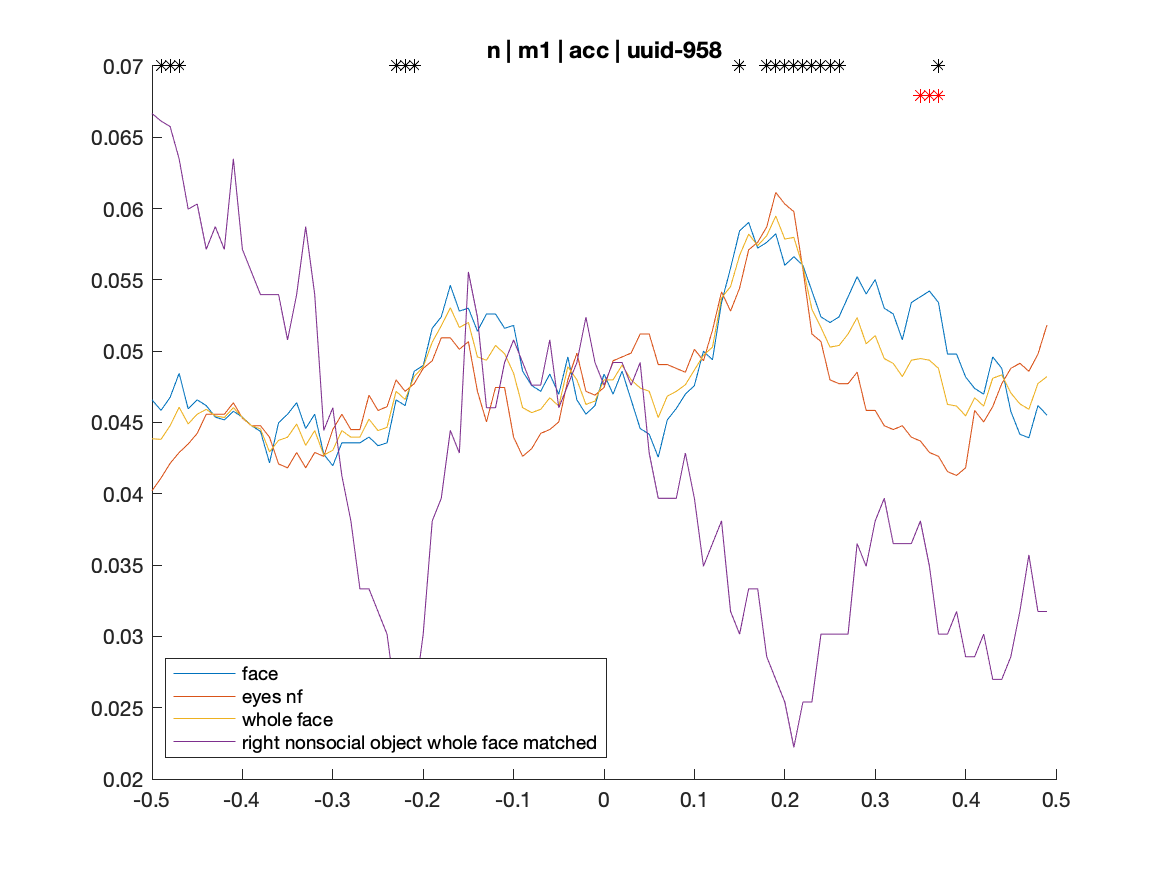 n | m1 | acc | uuid-958
0.07
0.065
0.06
0.055
0.05
0.045
0.04
0.035
0.03
0.025
0.02
face
eyes nf
whole face
right nonsocial object whole face matched
-0.5 -0.4 -0.3 -0.2 -0.1 0 0.1 0.2 0.3 0.4 0.5